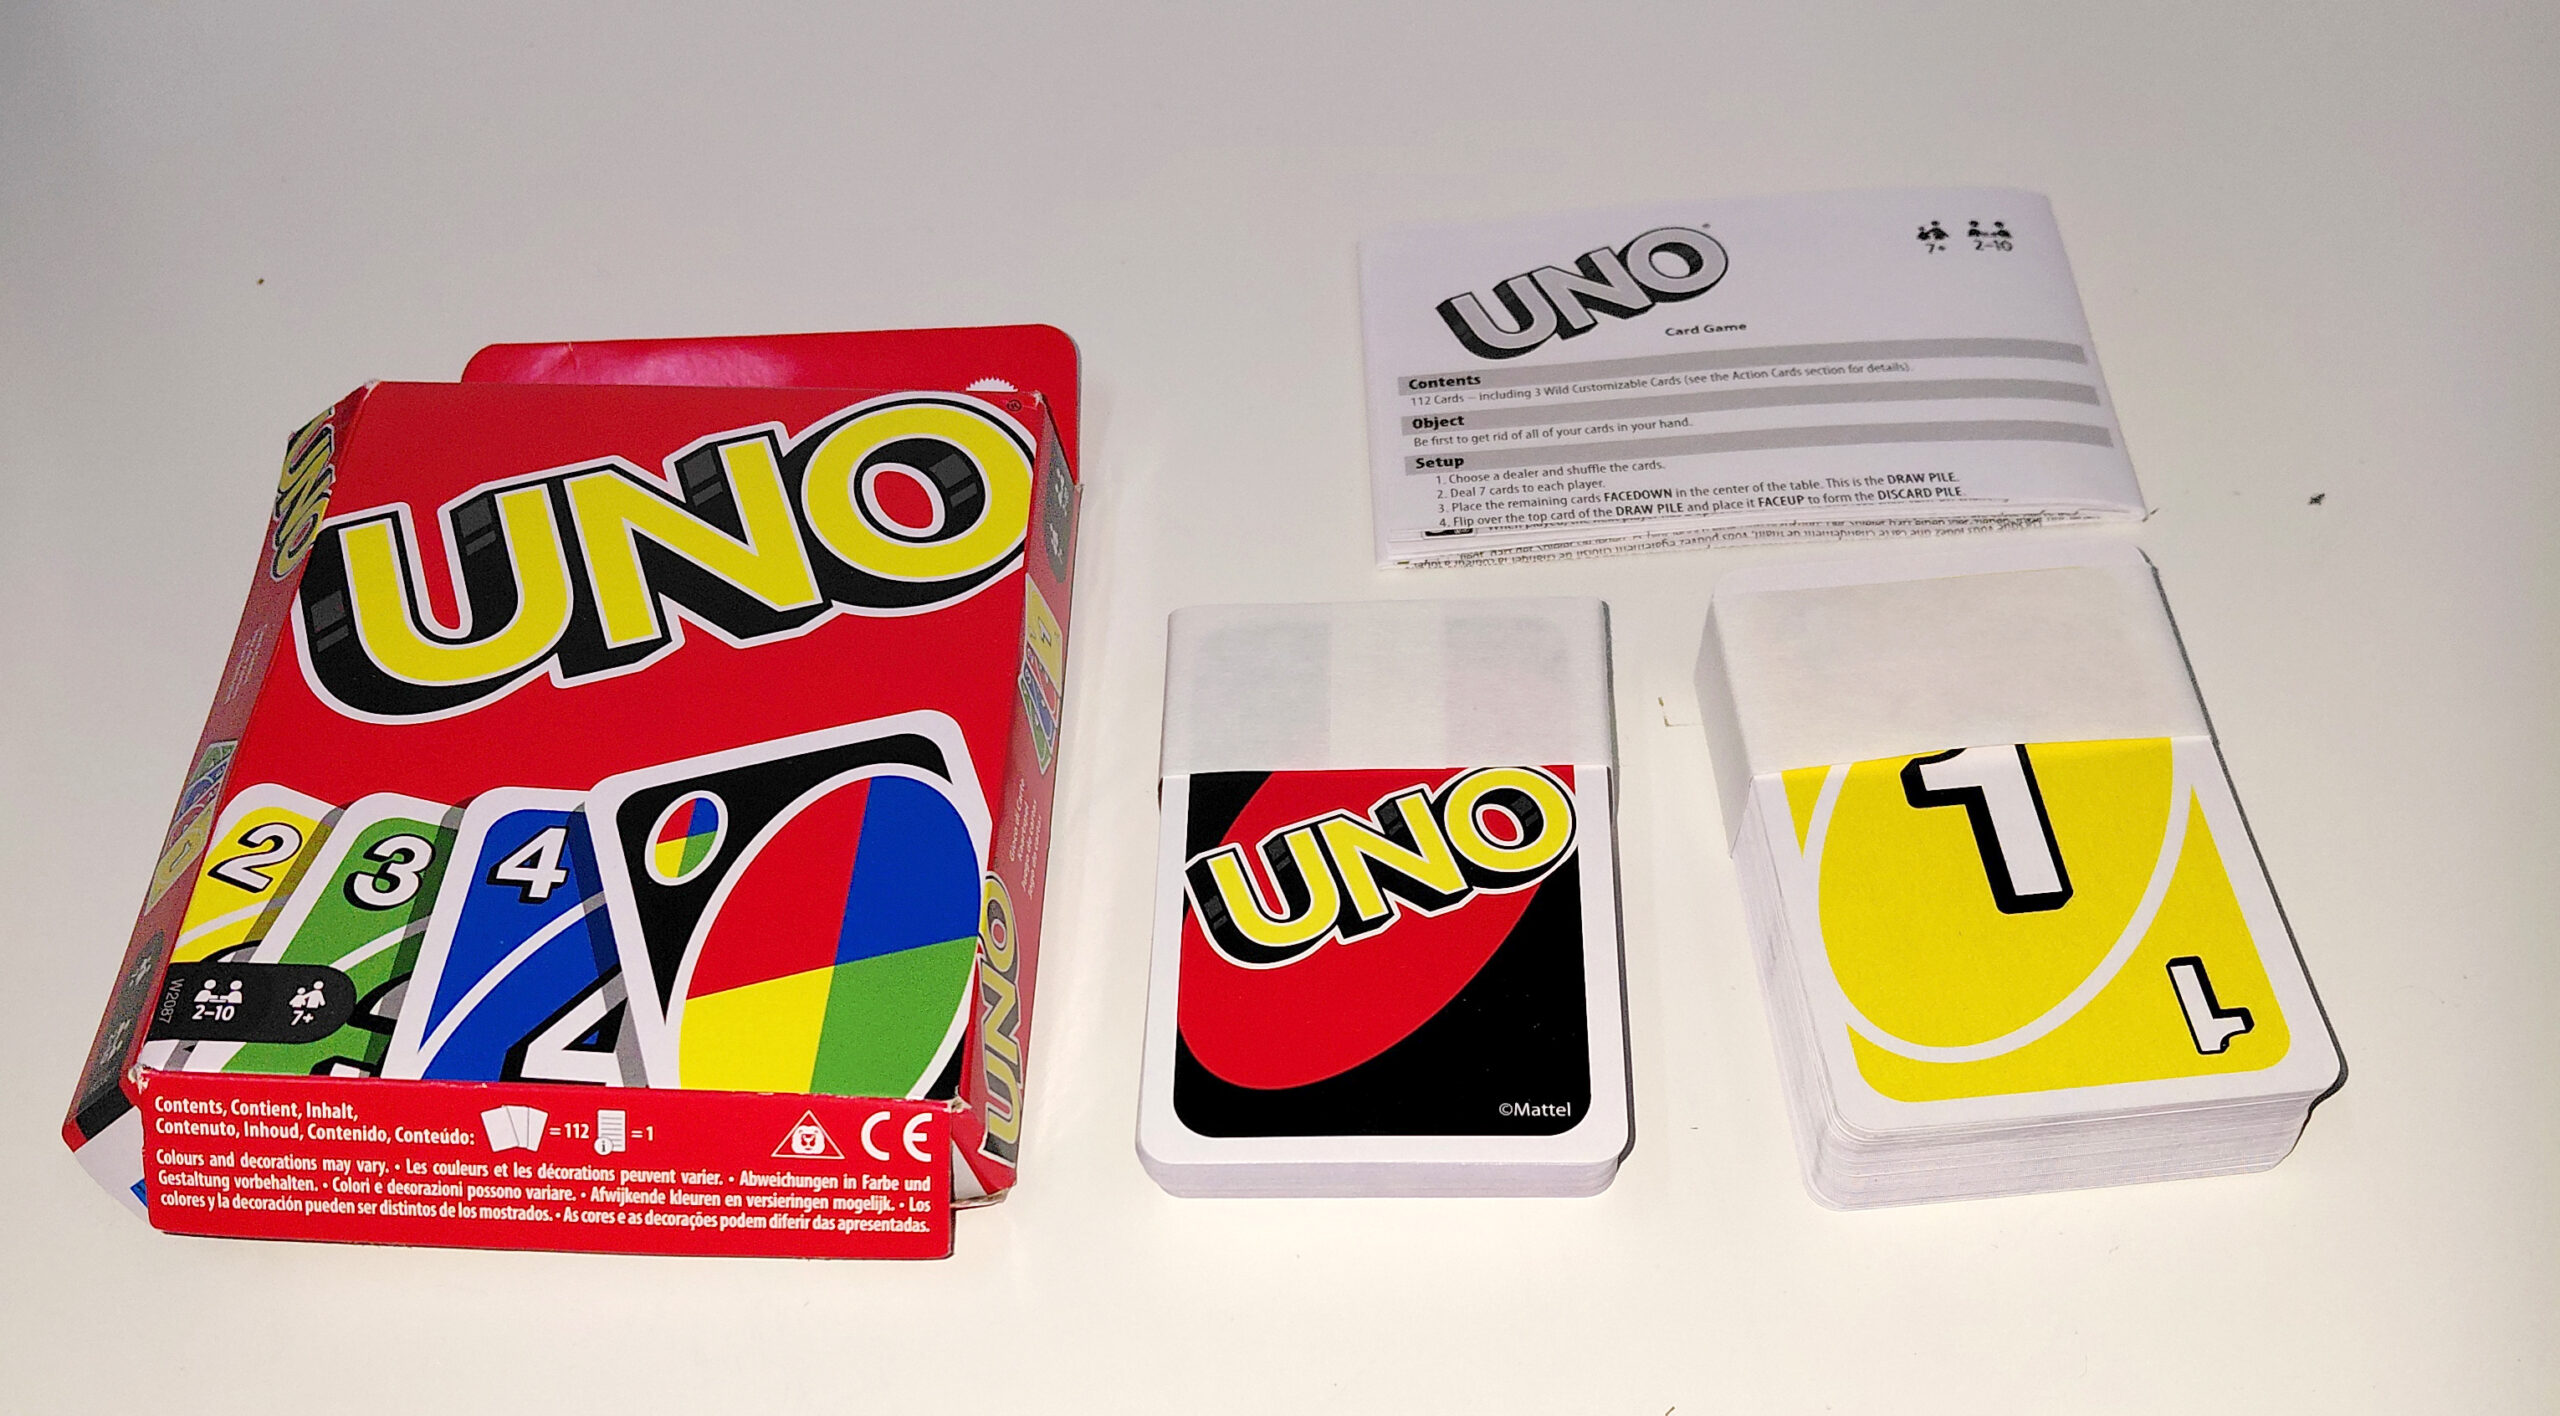 UNO
®
2
3
4
W2087
2–10
7+
Contents, Contient, Inhalt,
Contenuto, Inhoud, Contenido, Conteúdo:
= 112
= 1
CE
Colours and decorations may vary. • Les couleurs et les décorations peuvent varier. • Abweichungen in Farbe und
Gestaltung vorbehalten. • Colori e decorazioni possono variare. • Afwijkende kleuren en versieringen mogelijk. • Los
colores y la decoración pueden ser distintos de los mostrados. • As cores e as decorações podem diferir das apresentadas.
UNO
UNO
UNO
®
Card Game
7+
2–10
Contents
112 Cards — including 3 Wild Customizable Cards (see the Action Cards section for details).
Object
Be first to get rid of all of your cards in your hand.
Setup
1. Choose a dealer and shuffle the cards.
2. Deal 7 cards to each player.
3. Place the remaining cards FACEDOWN in the center of the table. This is the DRAW PILE.
4. Flip over the top card of the DRAW PILE and place it FACEUP to form the DISCARD PILE.
UNO
©Mattel
1
1